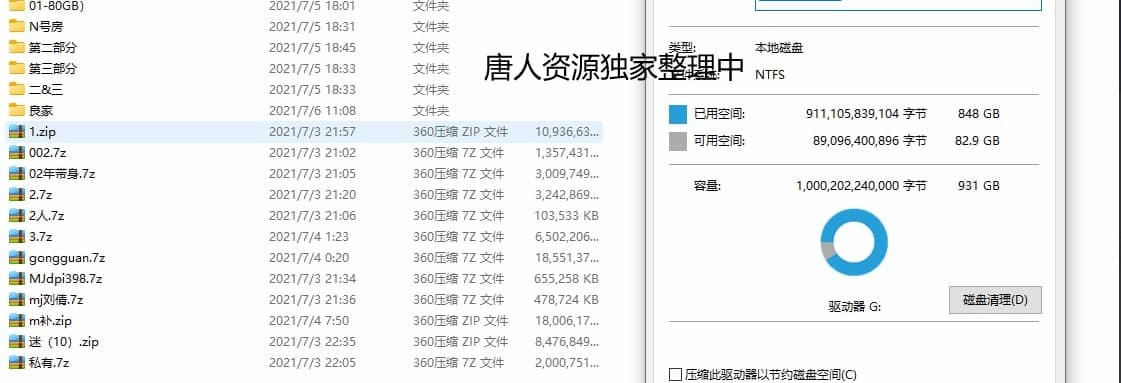 01-80GB) 2021/7/5 18:01 文件夹
N号房 2021/7/5 18:31 文件夹
第二部分 2021/7/5 18:45 文件夹
第三部分 2021/7/5 18:33 文件夹
二&三 2021/7/5 18:33 文件夹
良家 2021/7/6 11:08 文件夹
1.zip 2021/7/3 21:57 360压缩 ZIP 文件 10,936,63...
002.7z 2021/7/3 21:02 360压缩 7Z 文件 1,357,431...
02年带身.7z 2021/7/3 21:05 360压缩 7Z 文件 3,009,749...
2.7z 2021/7/3 21:20 360压缩 7Z 文件 3,242,869...
2人.7z 2021/7/3 21:06 360压缩 7Z 文件 103,533 KB
3.7z 2021/7/4 1:23 360压缩 7Z 文件 6,502,206...
gongguan.7z 2021/7/4 0:20 360压缩 7Z 文件 18,551,37...
MJdpi398.7z 2021/7/3 21:34 360压缩 7Z 文件 655,258 KB
mj刘倩.7z 2021/7/3 21:36 360压缩 7Z 文件 478,724 KB
m补.zip 2021/7/4 7:50 360压缩 ZIP 文件 18,006,17...
迷（10）.zip 2021/7/3 22:35 360压缩 ZIP 文件 8,476,849...
私有.7z 2021/7/3 22:05 360压缩 7Z 文件 2,000,751...
唐人资源独家整理中
类型: 本地磁盘
NTFS
已用空间: 911,105,839,104 字节 848 GB
可用空间: 89,096,400,896 字节 82.9 GB
容量: 1,000,202,240,000 字节 931 GB
驱动器 G:
磁盘清理(D)
压缩此驱动器以节约磁盘空间(C)